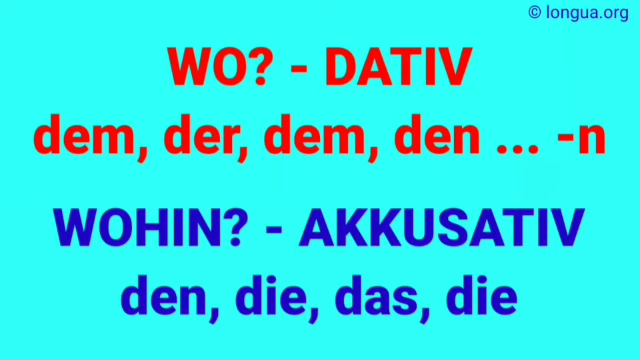 © longua.org
WO? - DATIV
dem, der, dem, den ... -n
WOHIN? - AKKUSATIV
den, die, das, die